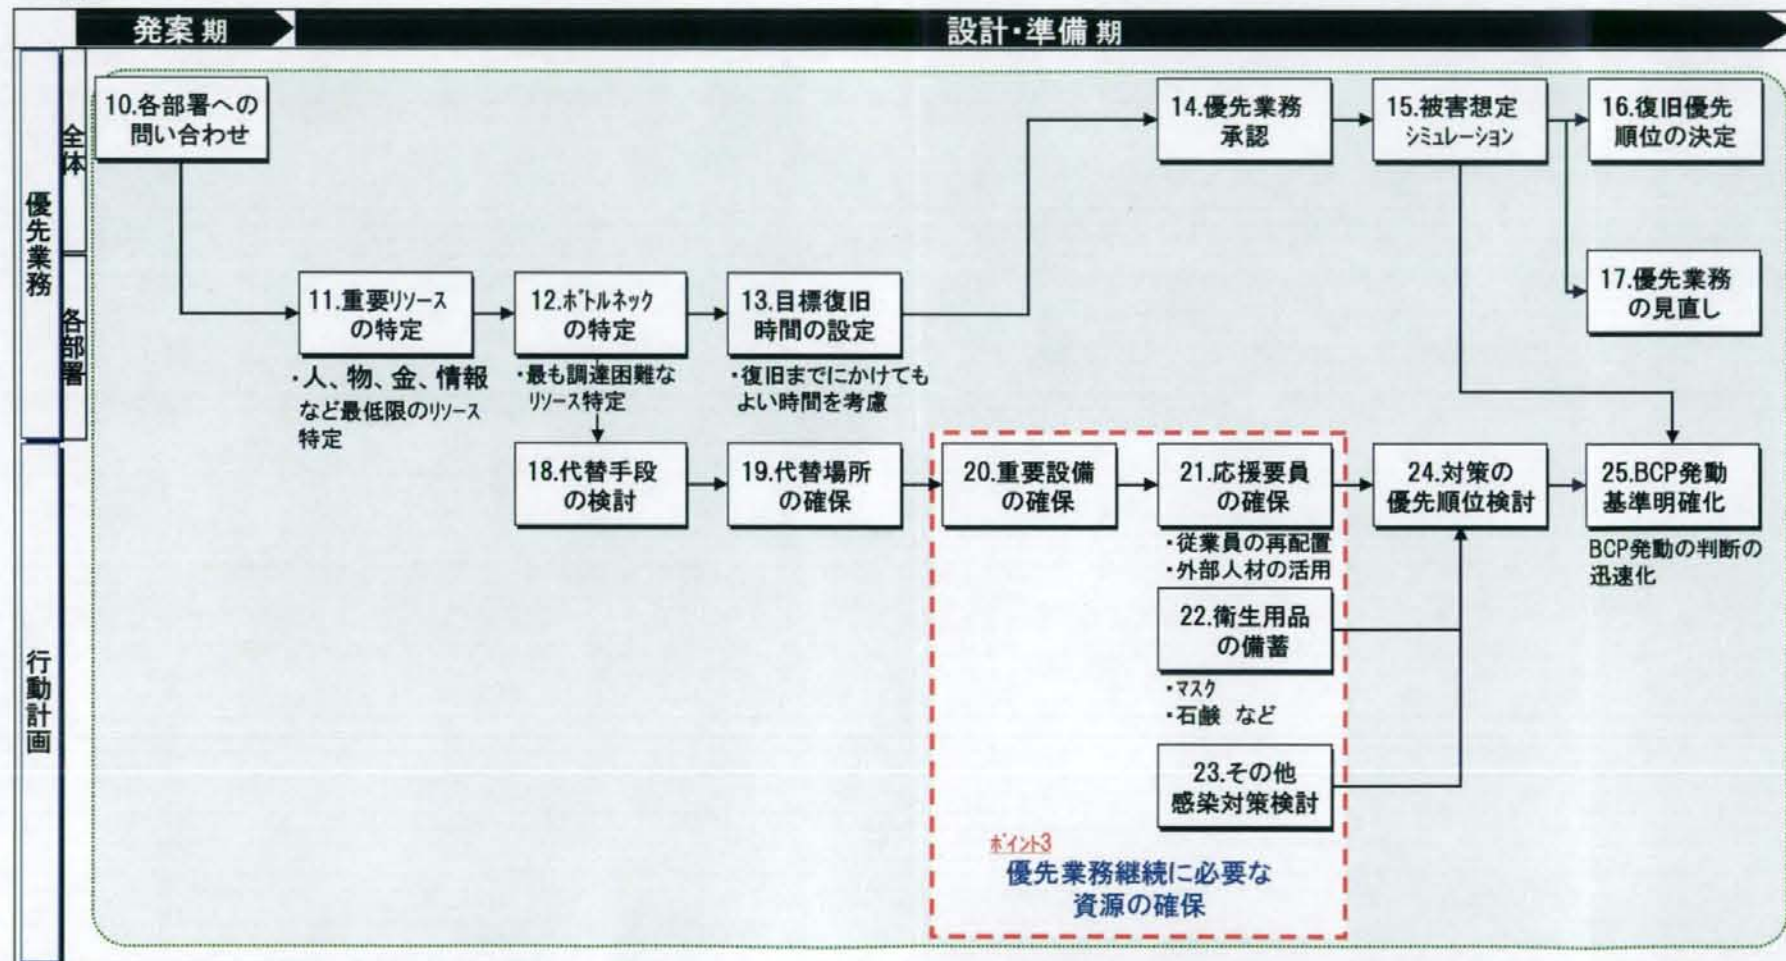 発案 期
設計・準備 期
優先業務
全体
各部署
行動計画
10.各部署への
問い合わせ
14.優先業務
承認
15.被害想定
ｼミュレーション
16.復旧優先
順位の決定
17.優先業務
の見直し
11.重要ﾘｿｰｽ
の特定
・人、物、金、情報
など最低限のﾘｿｰｽ
特定
12.ﾎﾞﾄﾙﾈｯｸ
の特定
・最も調達困難な
ﾘｿｰｽ特定
13.目標復旧
時間の設定
・復旧までにかけても
よい時間を考慮
18.代替手段
の検討
19.代替場所
の確保
20.重要設備
の確保
21.応援要員
の確保
・従業員の再配置
・外部人材の活用
22.衛生用品
の備蓄
・ﾏｽｸ
・石鹸 など
23.その他
感染対策検討
24.対策の
優先順位検討
25.BCP発動
基準明確化
BCP発動の判断の
迅速化
ﾎﾟｲﾝﾄ3
優先業務継続に必要な
資源の確保